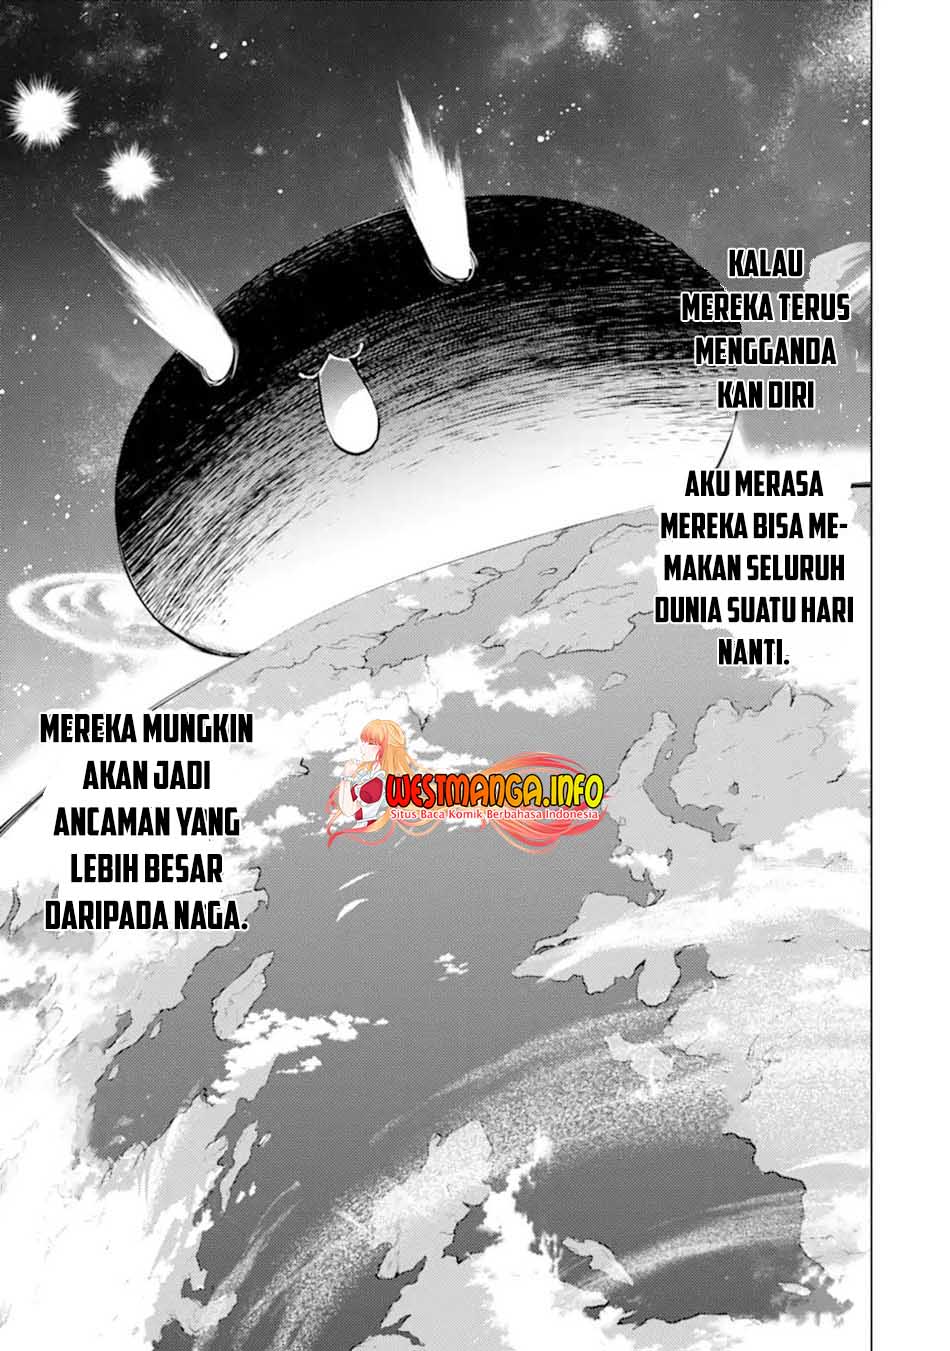 KALAU
MEREKA TERUS
MENGGANDA
KAN DIRI
AKU MERASA
MEREKA BISA ME-
MAKAN SELURUH
DUNIA SUATU HARI
NANTI.
MEREKA MUNGKIN
AKAN JADI
ANCAMAN YANG
LEBIH BESAR
DARIPADA NAGA.
WESTMANGA.INFO
Situs Baca Komik Berbahasa Indonesia